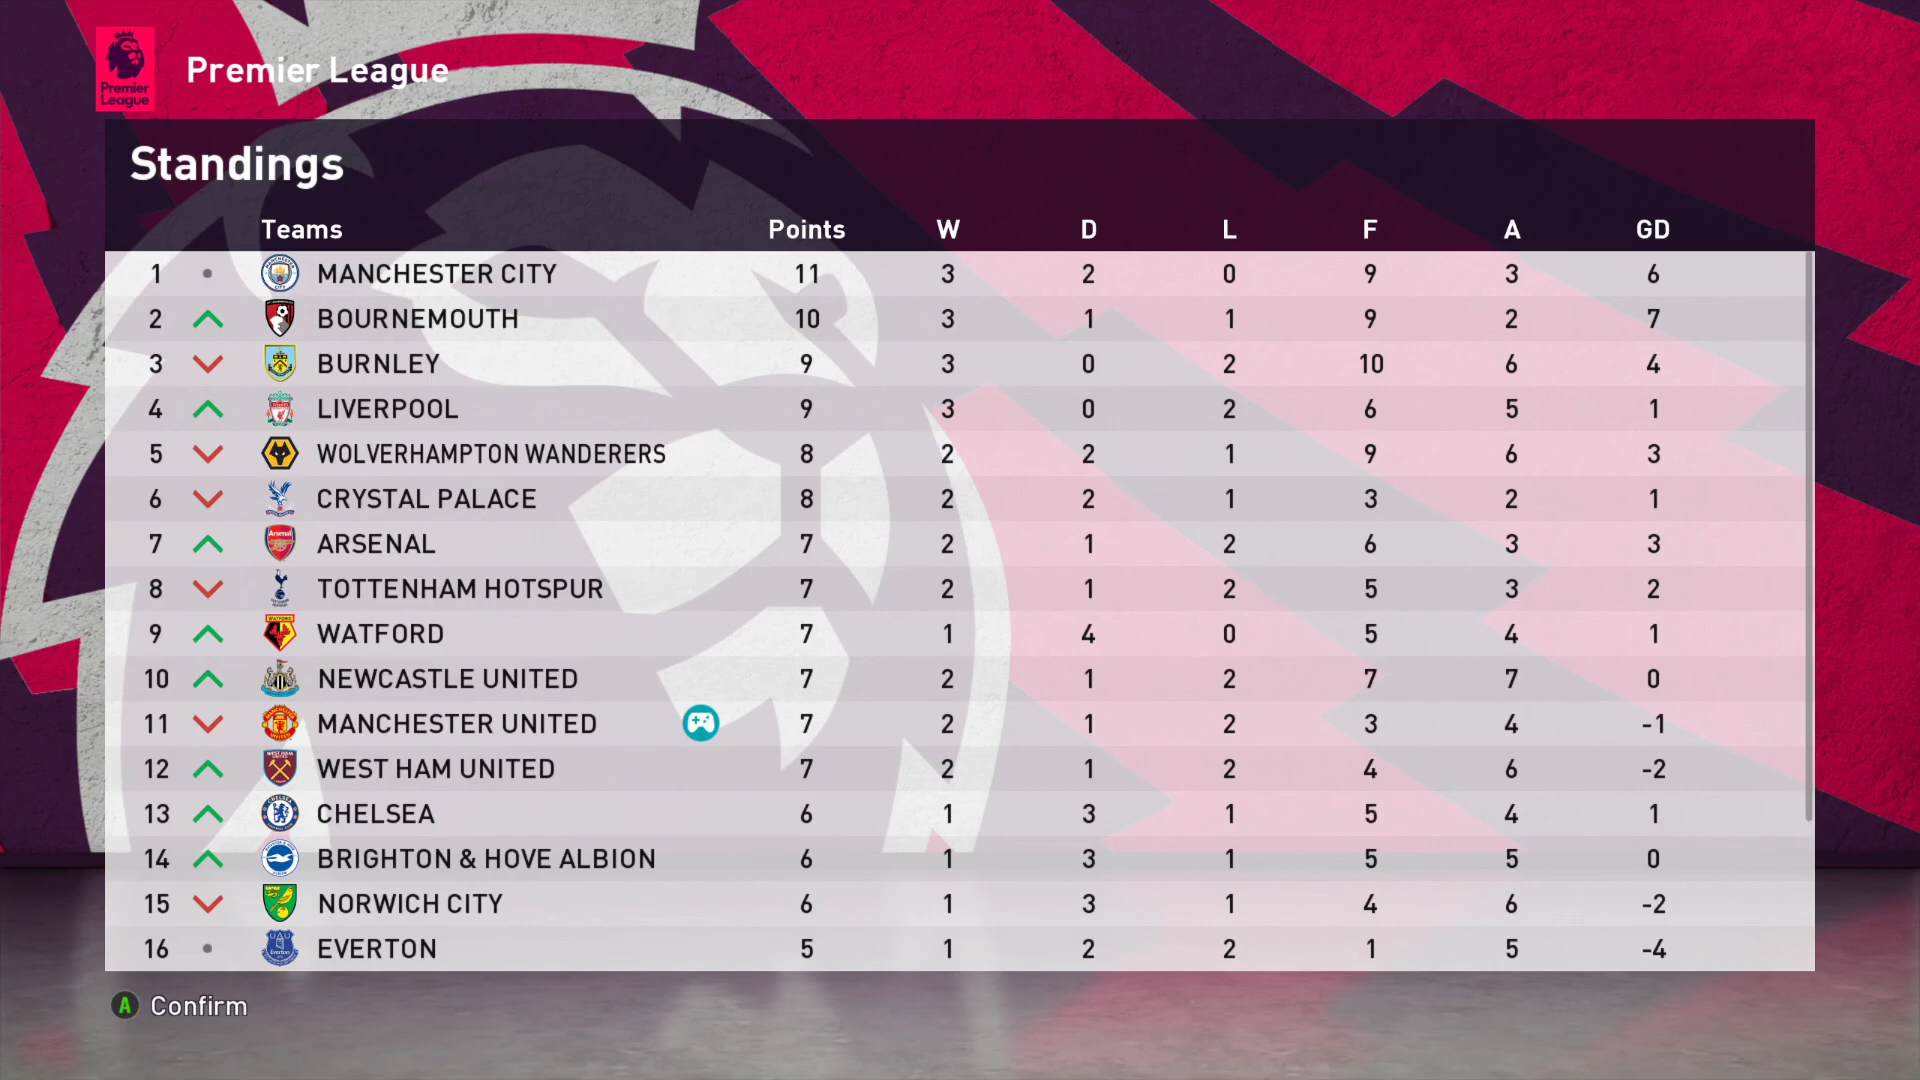 Premier League
Premier
League
Standings
Teams Points W D L F A GD
1 MANCHESTER CITY 11 3 2 0 9 3 6
2 BOURNEMOUTH 10 3 1 1 9 2 7
3 BURNLEY 9 3 0 2 10 6 4
4 LIVERPOOL 9 3 0 2 6 5 1
5 WOLVERHAMPTON WANDERERS 8 2 2 1 9 6 3
6 CRYSTAL PALACE 8 2 2 1 3 2 1
7 ARSENAL 7 2 1 2 6 3 3
8 TOTTENHAM HOTSPUR 7 2 1 2 5 3 2
9 WATFORD 7 1 4 0 5 4 1
10 NEWCASTLE UNITED 7 2 1 2 7 7 0
11 MANCHESTER UNITED 7 2 1 2 3 4 -1
12 WEST HAM UNITED 7 2 1 2 4 6 -2
13 CHELSEA 6 1 3 1 5 4 1
14 BRIGHTON & HOVE ALBION 6 1 3 1 5 5 0
15 NORWICH CITY 6 1 3 1 4 6 -2
16 EVERTON 5 1 2 2 1 5 -4
A Confirm